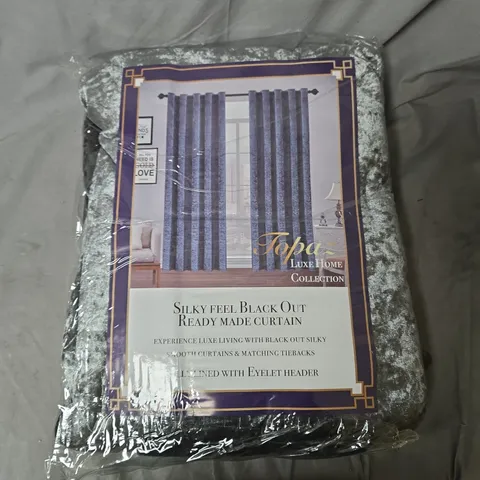 LOVE
Topaz
LUXE HOME
COLLECTION
SILKY FEEL BLACK OUT
READY MADE CURTAIN
EXPERIENCE LUXE LIVING WITH BLACK OUT SILKY
SMOOTH CURTAINS & MATCHING TIEBACKS
LINED WITH EYELET HEADER